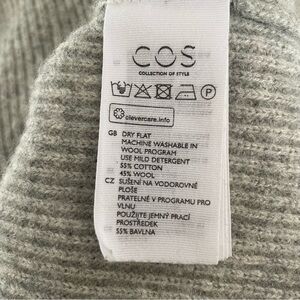 COS
COLLECTION OF STYLE
P
clevercare.info
GB DRY FLAT
MACHINE WASHABLE IN
WOOL PROGRAM
USE MILD DETERGENT
55% COTTON
45% WOOL
CZ SUŠENÍ NA VODOROVNÉ
PLOŠE
PRATELNÉ V PROGRAMU PRO
VLNU
POUŽIJTE JEMNÝ PRACÍ
PROSTŘEDEK
55% BAVLNA